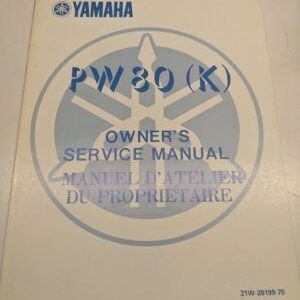 YAMAHA
PW80 (K)
OWNER'S
SERVICE MANUAL
MANUEL D'ATELIER
DU PROPRIETAIRE
21W-28199-70